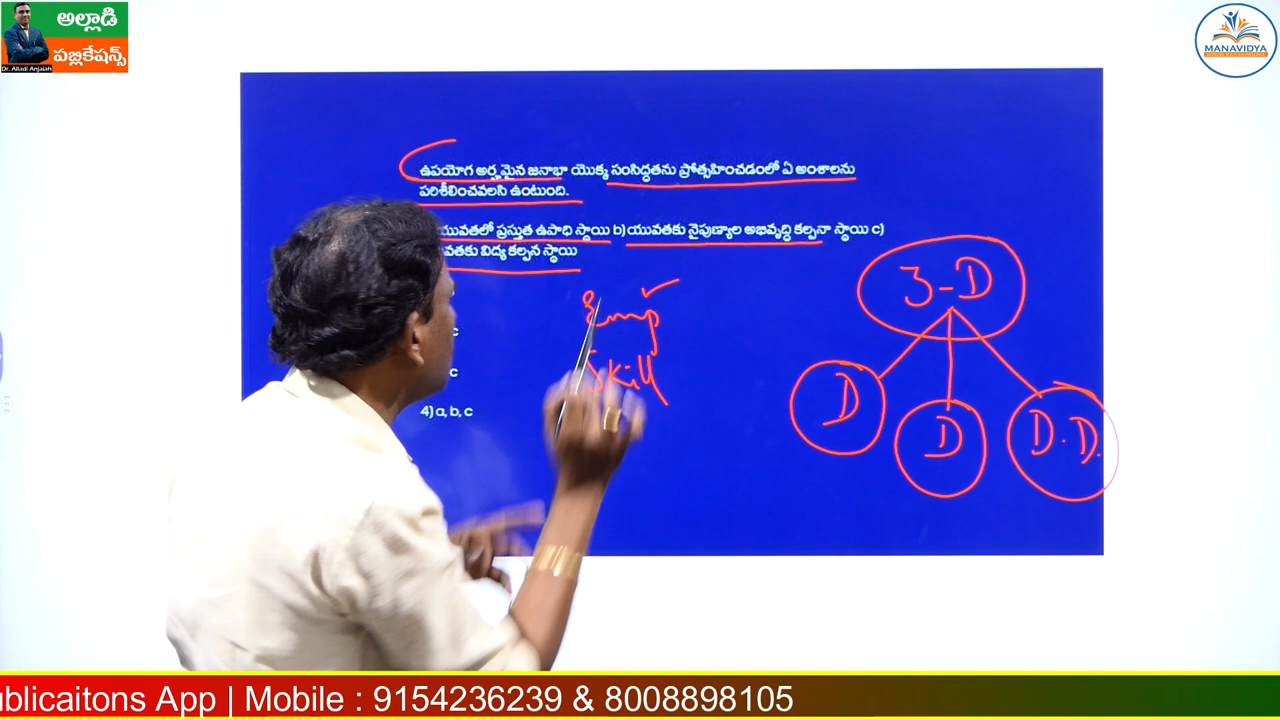 అల్లాడి
పబ్లికేషన్స్
Dr. Alladi Anjaiah
MANAVIDYA
ఉపయోగ అర్హమైన జనాభా యొక్క సంసిద్ధతను ప్రోత్సహించడంలో ఏ అంశాలను
పరిశీలించవలసి ఉంటుంది.
యువతలో ప్రస్తుత ఉపాధి స్థాయి b) యువతకు నైపుణ్యాల అభివృద్ధి కల్పనా స్థాయి c)
వతకు విద్య కల్పన స్థాయి
c
c
4) a, b, c
Emp
Skill
3-D
D
D
D.D.
ublicaitons App | Mobile : 9154236239 & 8008898105